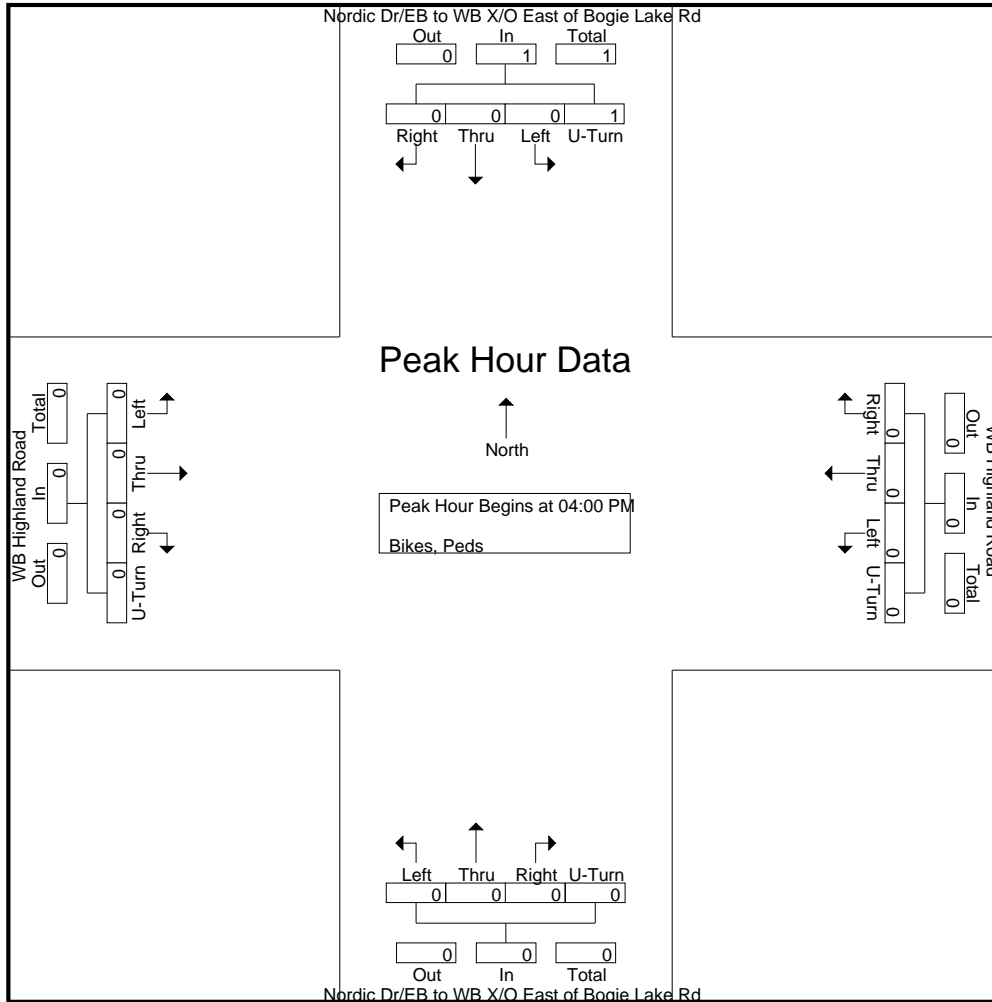 Nordic Dr/EB to WB X/O East of Bogie Lake Rd
Out In Total
0 1 1
0 0 0 1
Right Thru Left U-Turn
Peak Hour Data
North
Peak Hour Begins at 04:00 PM
Bikes, Peds
WB Highland Road
Out In Total
0 0 0
U-Turn Right Thru Left
0 0 0 0
WB Highland Road
Out In Total
0 0 0
Right Thru Left U-Turn
0 0 0 0
Left Thru Right U-Turn
0 0 0 0
0 0 0
Out In Total
Nordic Dr/EB to WB X/O East of Bogie Lake Rd